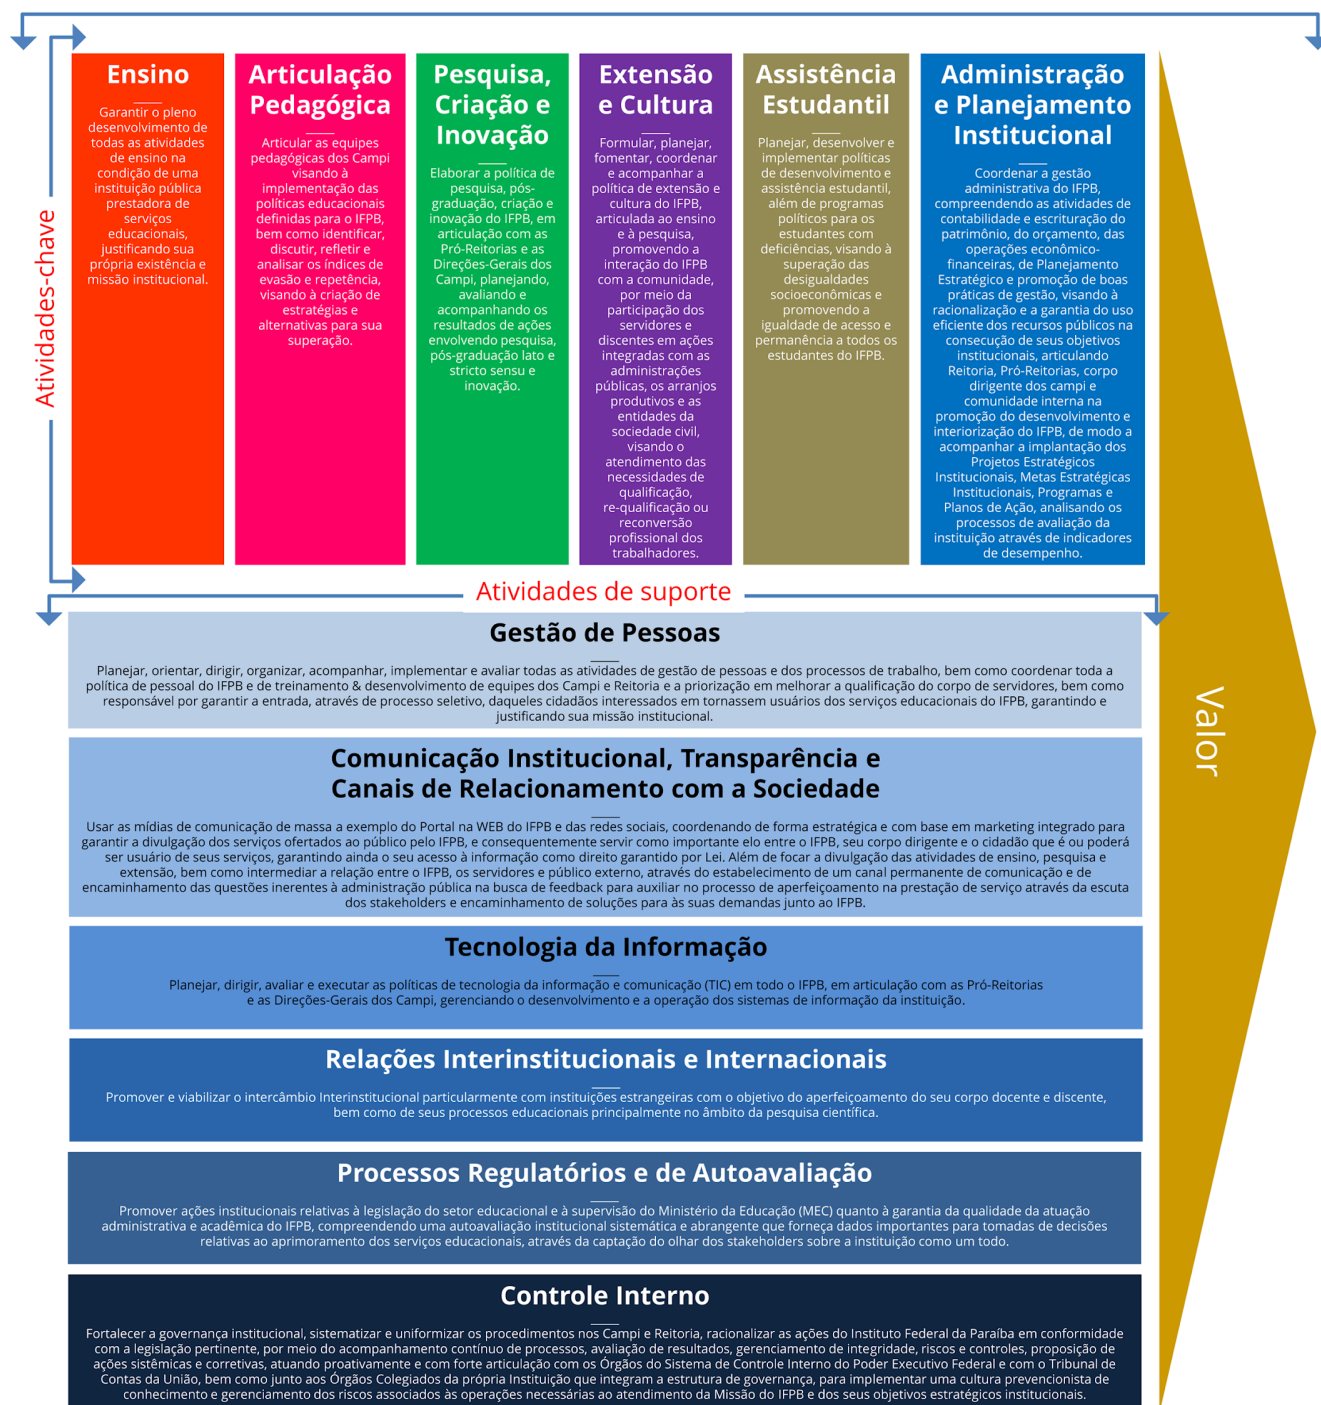 Atividades-chave
Ensino
Garantir o pleno
desenvolvimento de
todas as atividades
de ensino na
condição de uma
instituição pública
prestadora de
serviços
educacionais,
justificando sua
própria existência e
missão institucional.
Articulação
Pedagógica
Articular as equipes
pedagógicas dos Campi
visando à
implementação das
políticas educacionais
definidas para o IFPB,
bem como identificar,
discutir, refletir e
analisar os índices de
evasão e repetência,
visando à criação de
estratégias e
alternativas para sua
superação.
Pesquisa,
Criação e
Inovação
Elaborar a política de
pesquisa, pós-
graduação, criação e
inovação do IFPB, em
articulação com as
Pró-Reitorias e as
Direções-Gerais dos
Campi, planejando,
avaliando e
acompanhando os
resultados de ações
envolvendo pesquisa,
pós-graduação lato e
stricto sensu e
inovação.
Extensão
e Cultura
Formular, planejar,
fomentar, coordenar
e acompanhar a
política de extensão e
cultura do IFPB,
articulada ao ensino
e à pesquisa,
promovendo a
interação do IFPB
com a comunidade,
por meio da
participação dos
servidores e
discentes em ações
integradas com as
administrações
públicas, os arranjos
produtivos e as
entidades da
sociedade civil,
visando o
atendimento das
necessidades de
qualificação,
re-qualificação ou
reconversão
profissional dos
trabalhadores.
Assistência
Estudantil
Planejar, desenvolver e
implementar políticas
de desenvolvimento e
assistência estudantil,
além de programas
políticos para os
estudantes com
deficiências, visando à
superação das
desigualdades
socioeconômicas e
promovendo a
igualdade de acesso e
permanência a todos os
estudantes do IFPB.
Administração
e Planejamento
Institucional
Coordenar a gestão
administrativa do IFPB,
compreendendo as atividades de
contabilidade e escrituração do
patrimônio, do orçamento, das
operações econômico-
financeiras, de Planejamento
Estratégico e promoção de boas
práticas de gestão, visando à
racionalização e a garantia do uso
eficiente dos recursos públicos na
consecução de seus objetivos
institucionais, articulando
Reitoria, Pró-Reitorias, corpo
dirigente dos campi e
comunidade interna na
promoção do desenvolvimento e
interiorização do IFPB, de modo a
acompanhar a implantação dos
Projetos Estratégicos
Institucionais, Metas Estratégicas
Institucionais, Programas e
Planos de Ação, analisando os
processos de avaliação da
instituição através de indicadores
de desempenho.
Atividades de suporte
Gestão de Pessoas
Planejar, orientar, dirigir, organizar, acompanhar, implementar e avaliar todas as atividades de gestão de pessoas e dos processos de trabalho, bem como coordenar toda a
política de pessoal do IFPB e de treinamento & desenvolvimento de equipes dos Campi e Reitoria e a priorização em melhorar a qualificação do corpo de servidores, bem como
responsável por garantir a entrada, através de processo seletivo, daqueles cidadãos interessados em tornassem usuários dos serviços educacionais do IFPB, garantindo e
justificando sua missão institucional.
Comunicação Institucional, Transparência e
Canais de Relacionamento com a Sociedade
Usar as mídias de comunicação de massa a exemplo do Portal na WEB do IFPB e das redes sociais, coordenando de forma estratégica e com base em marketing integrado para
garantir a divulgação dos serviços ofertados ao público pelo IFPB, e consequentemente servir como importante elo entre o IFPB, seu corpo dirigente e o cidadão que é ou poderá
ser usuário de seus serviços, garantindo ainda o seu acesso à informação como direito garantido por Lei. Além de focar a divulgação das atividades de ensino, pesquisa e
extensão, bem como intermediar a relação entre o IFPB, os servidores e público externo, através do estabelecimento de um canal permanente de comunicação e de
encaminhamento das questões inerentes à administração pública na busca de feedback para auxiliar no processo de aperfeiçoamento na prestação de serviço através da escuta
dos stakeholders e encaminhamento de soluções para às suas demandas junto ao IFPB.
Tecnologia da Informação
Planejar, dirigir, avaliar e executar as políticas de tecnologia da informação e comunicação (TIC) em todo o IFPB, em articulação com as Pró-Reitorias
e as Direções-Gerais dos Campi, gerenciando o desenvolvimento e a operação dos sistemas de informação da instituição.
Relações Interinstitucionais e Internacionais
Promover e viabilizar o intercâmbio Interinstitucional particularmente com instituições estrangeiras com o objetivo do aperfeiçoamento do seu corpo docente e discente,
bem como de seus processos educacionais principalmente no âmbito da pesquisa científica.
Processos Regulatórios e de Autoavaliação
Promover ações institucionais relativas à legislação do setor educacional e à supervisão do Ministério da Educação (MEC) quanto à garantia da qualidade da atuação
administrativa e acadêmica do IFPB, compreendendo uma autoavaliação institucional sistemática e abrangente que forneça dados importantes para tomadas de decisões
relativas ao aprimoramento dos serviços educacionais, através da captação do olhar dos stakeholders sobre a instituição como um todo.
Controle Interno
Fortalecer a governança institucional, sistematizar e uniformizar os procedimentos nos Campi e Reitoria, racionalizar as ações do Instituto Federal da Paraíba em conformidade
com a legislação pertinente, por meio do acompanhamento contínuo de processos, avaliação de resultados, gerenciamento de integridade, riscos e controles, proposição de
ações sistêmicas e corretivas, atuando proativamente e com forte articulação com os Órgãos do Sistema de Controle Interno do Poder Executivo Federal e com o Tribunal de
Contas da União, bem como junto aos Órgãos Colegiados da própria Instituição que integram a estrutura de governança, para implementar uma cultura prevencionista de
conhecimento e gerenciamento dos riscos associados às operações necessárias ao atendimento da Missão do IFPB e dos seus objetivos estratégicos institucionais.
Valor